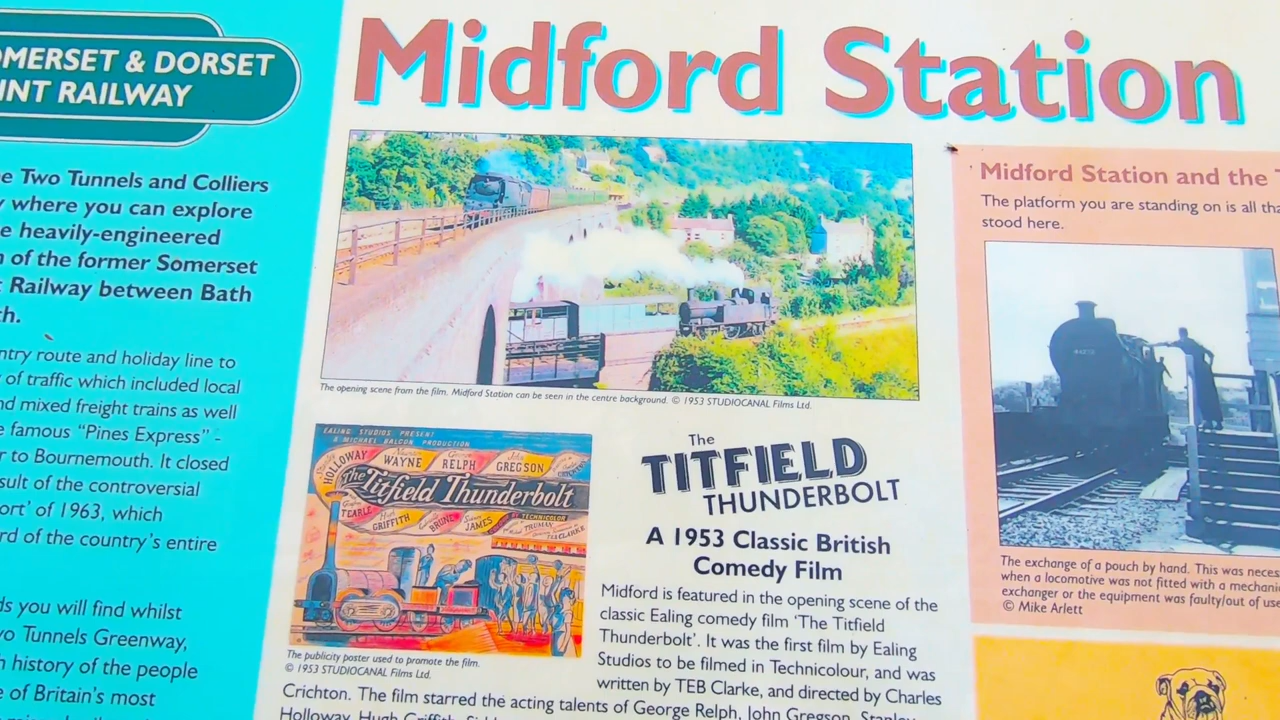 OMERSET & DORSET
INT RAILWAY
e Two Tunnels and Colliers
y where you can explore
e heavily-engineered
n of the former Somerset
t Railway between Bath
th.
ntry route and holiday line to
of traffic which included local
nd mixed freight trains as well
e famous “Pines Express” -
r to Bournemouth. It closed
sult of the controversial
ort’ of 1963, which
rd of the country’s entire
ds you will find whilst
wo Tunnels Greenway,
h history of the people
e of Britain’s most
Midford Station
The opening scene from the film. Midford Station can be seen in the centre background. © 1953 STUDIOCANAL Films Ltd.
EALING STUDIOS PRESENT
A MICHAEL BALCON PRODUCTION
HOLLOWAY
WAYNE
RELPH
John GREGSON
The Titfield Thunderbolt
TEARLE
Hugh GRIFFITH
BRUNE
Sidney JAMES
TECHNICOLOR
TRUMAN
T.E.B. CLARKE
The publicity poster used to promote the film.
© 1953 STUDIOCANAL Films Ltd.
The
TITFIELD
THUNDERBOLT
A 1953 Classic British
Comedy Film
Midford is featured in the opening scene of the
classic Ealing comedy film ‘The Titfield
Thunderbolt’. It was the first film by Ealing
Studios to be filmed in Technicolour, and was
written by TEB Clarke, and directed by Charles
Crichton. The film starred the acting talents of George Relph, John Gregson, Stanley
Holloway, Hugh Griffith,
Midford Station and the
The platform you are standing on is all tha
stood here.
The exchange of a pouch by hand. This was neces
when a locomotive was not fitted with a mechani
exchanger or the equipment was faulty/out of use
© Mike Arlett